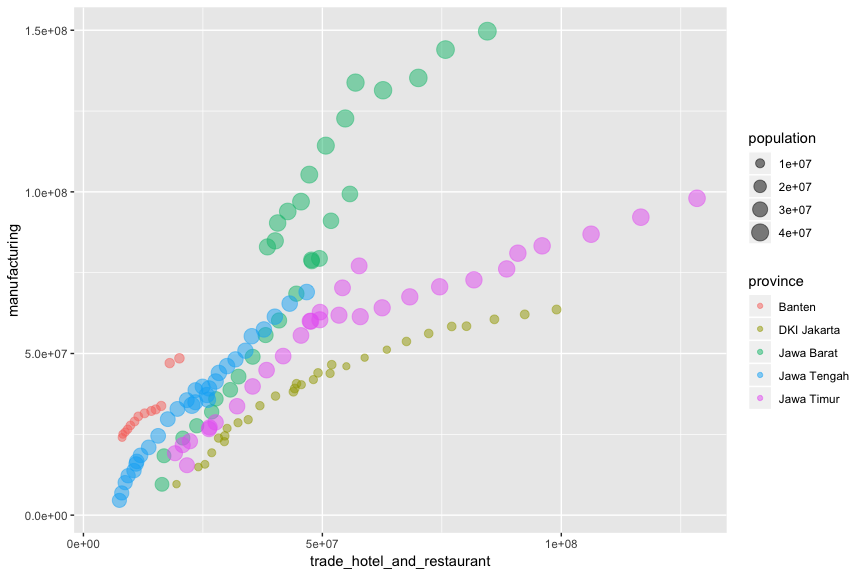 1.5e+08
1.0e+08
5.0e+07
0.0e+00
manufacturing
0e+00
5e+07
1e+08
trade_hotel_and_restaurant
population
1e+07
2e+07
3e+07
4e+07
province
Banten
DKI Jakarta
Jawa Barat
Jawa Tengah
Jawa Timur